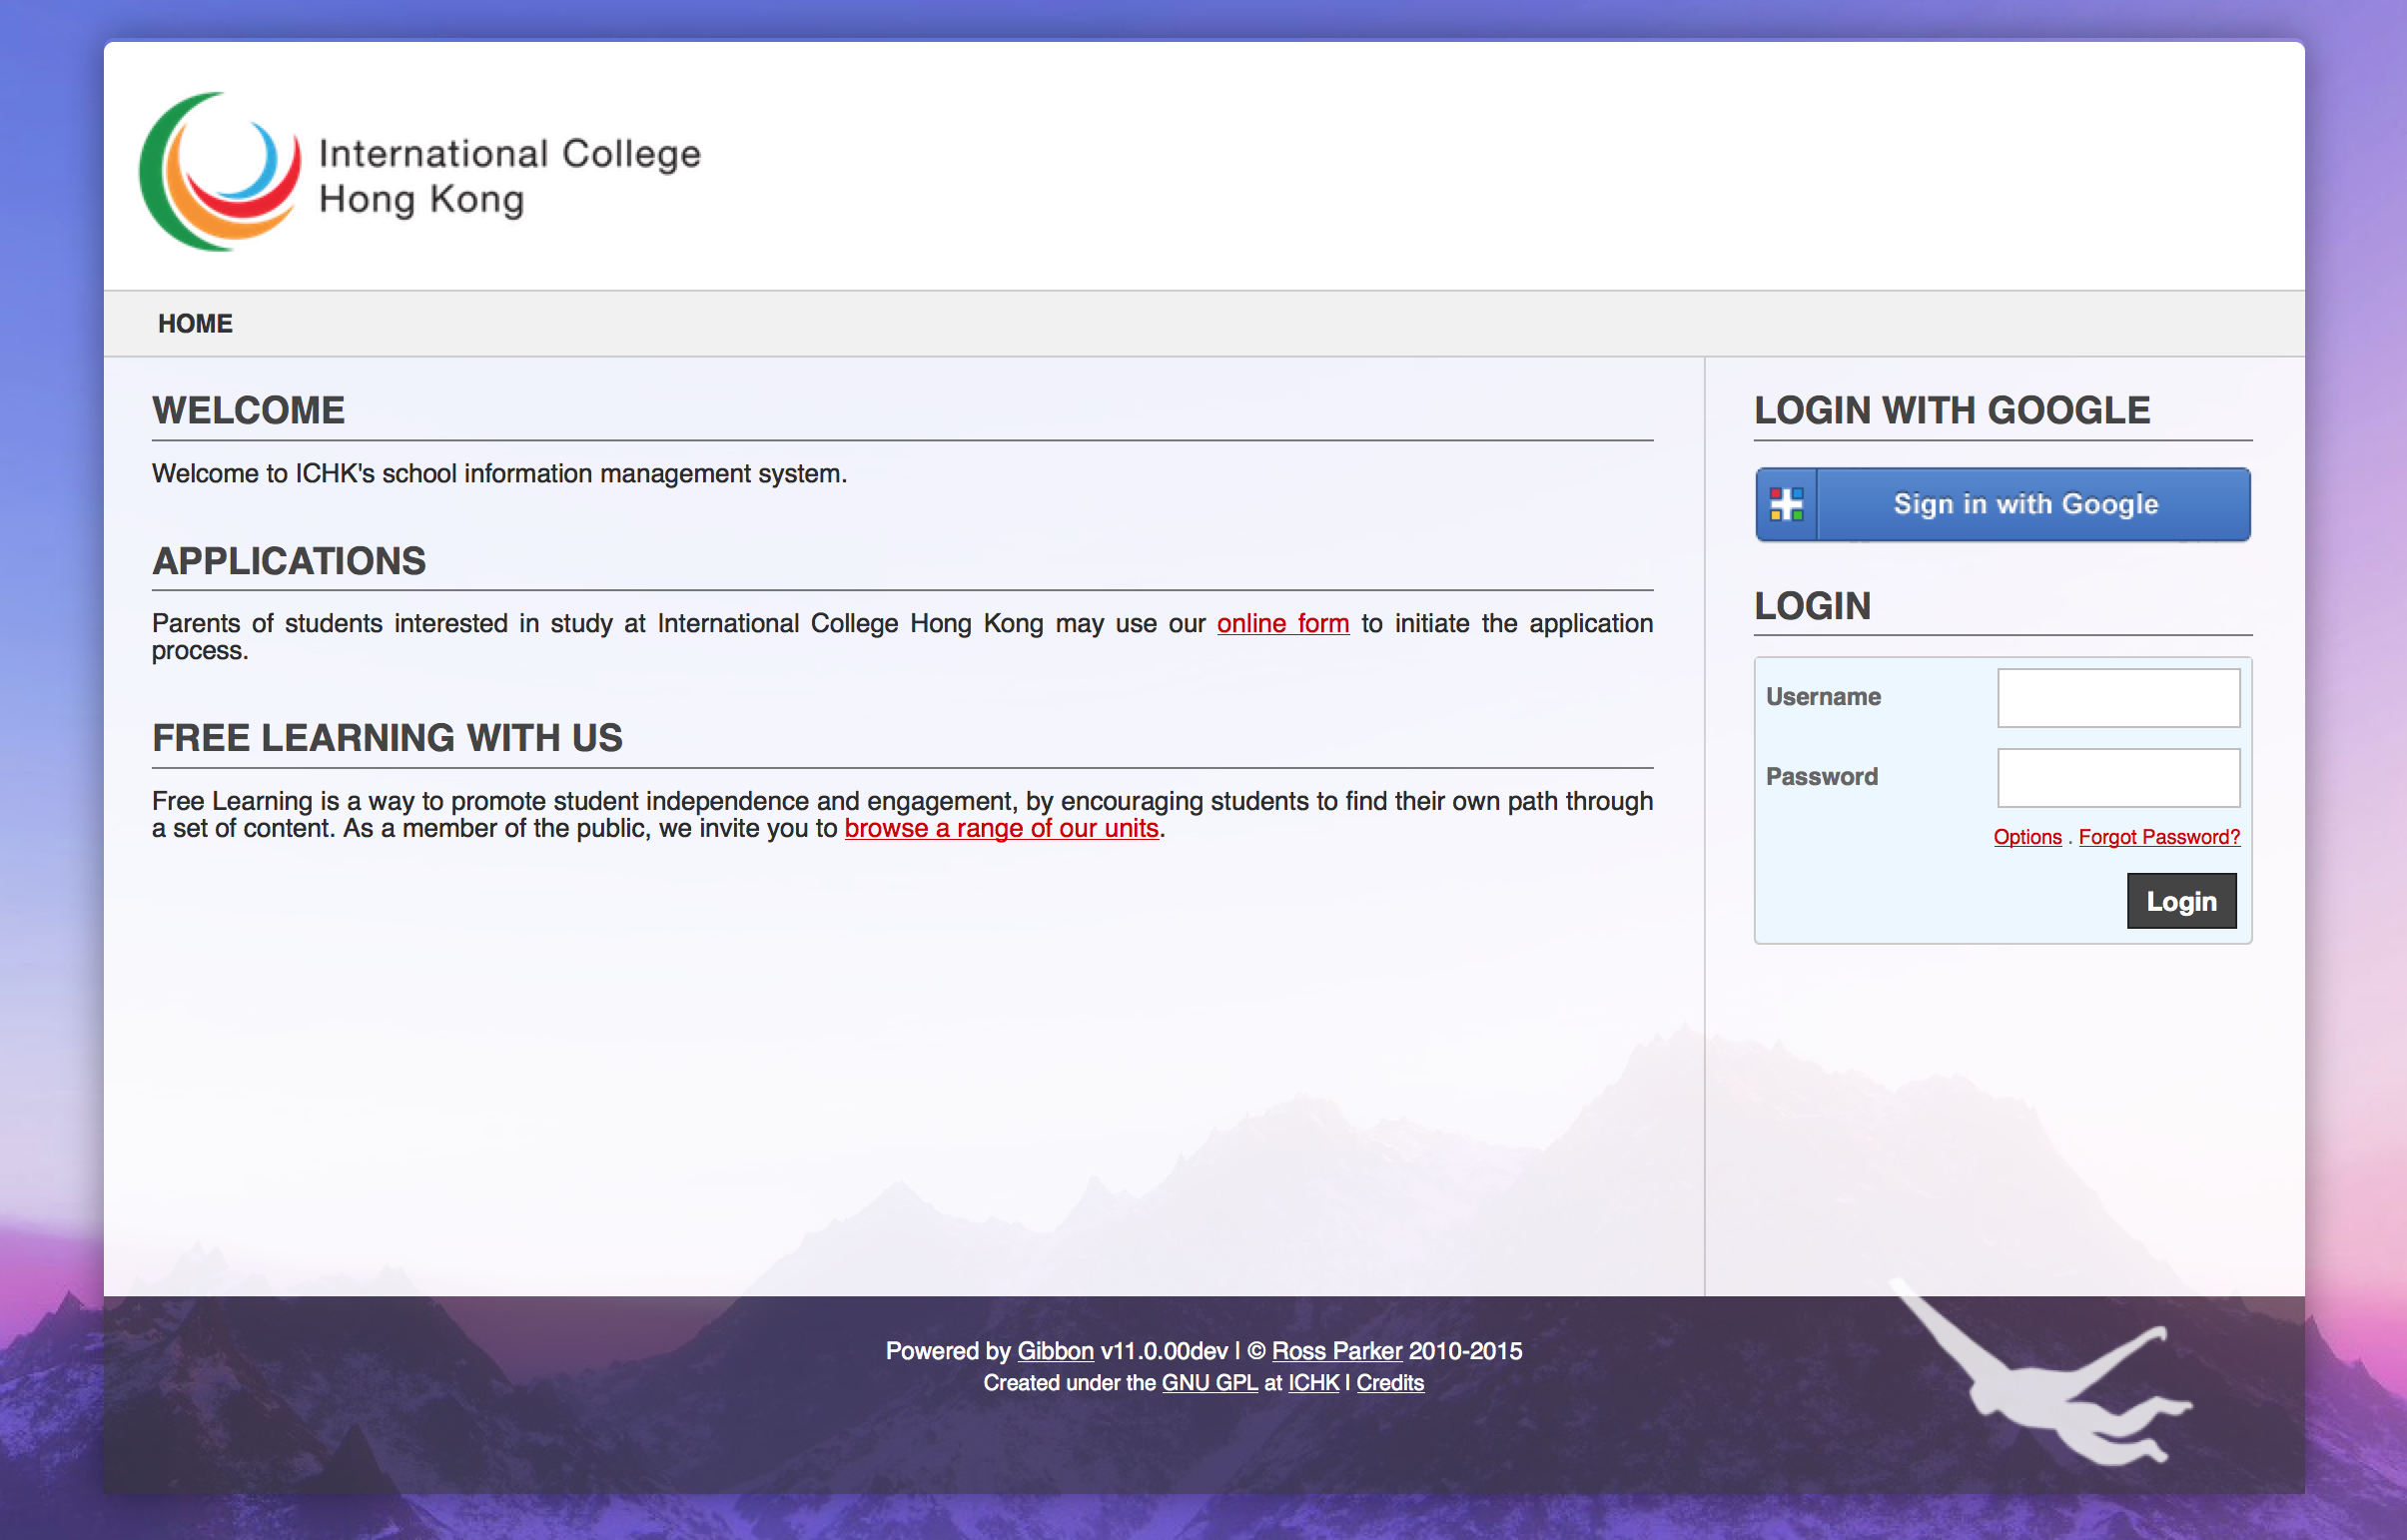 International College
Hong Kong
HOME
WELCOME
Welcome to ICHK's school information management system.
APPLICATIONS
Parents of students interested in study at International College Hong Kong may use our online form to initiate the application
process.
FREE LEARNING WITH US
Free Learning is a way to promote student independence and engagement, by encouraging students to find their own path through
a set of content. As a member of the public, we invite you to browse a range of our units.
LOGIN WITH GOOGLE
Sign in with Google
LOGIN
Username
Password
Options . Forgot Password?
Login
Powered by Gibbon v11.0.00dev | © Ross Parker 2010-2015
Created under the GNU GPL at ICHK | Credits